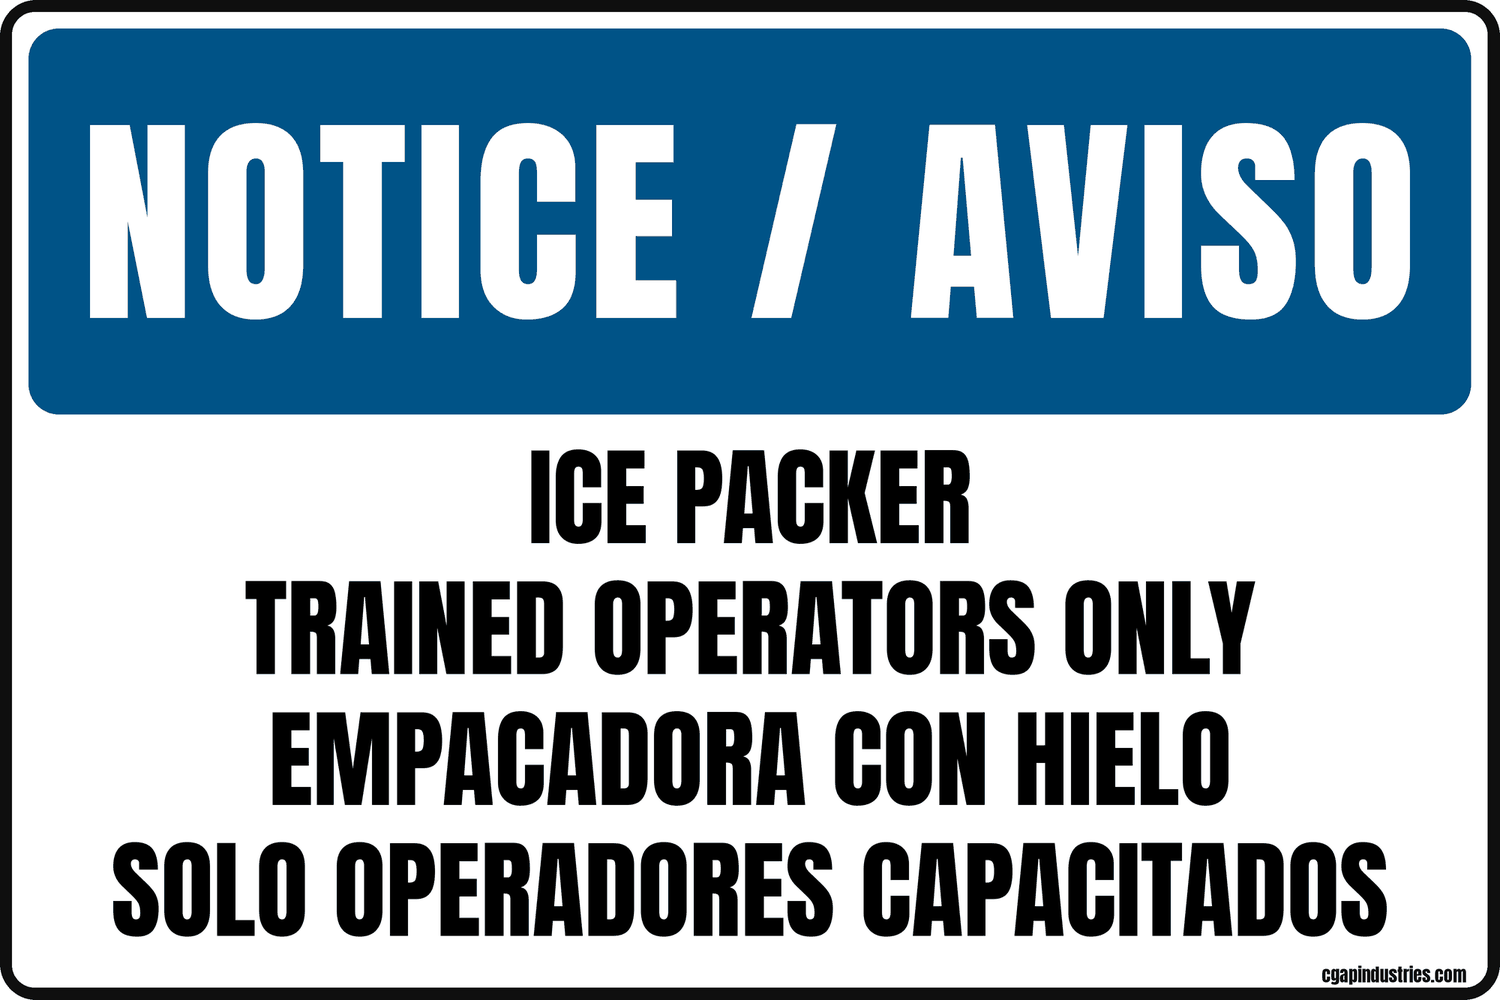 NOTICE / AVISO
ICE PACKER
TRAINED OPERATORS ONLY
EMPACADORA CON HIELO
SOLO OPERADORES CAPACITADOS
cgapindustries.com